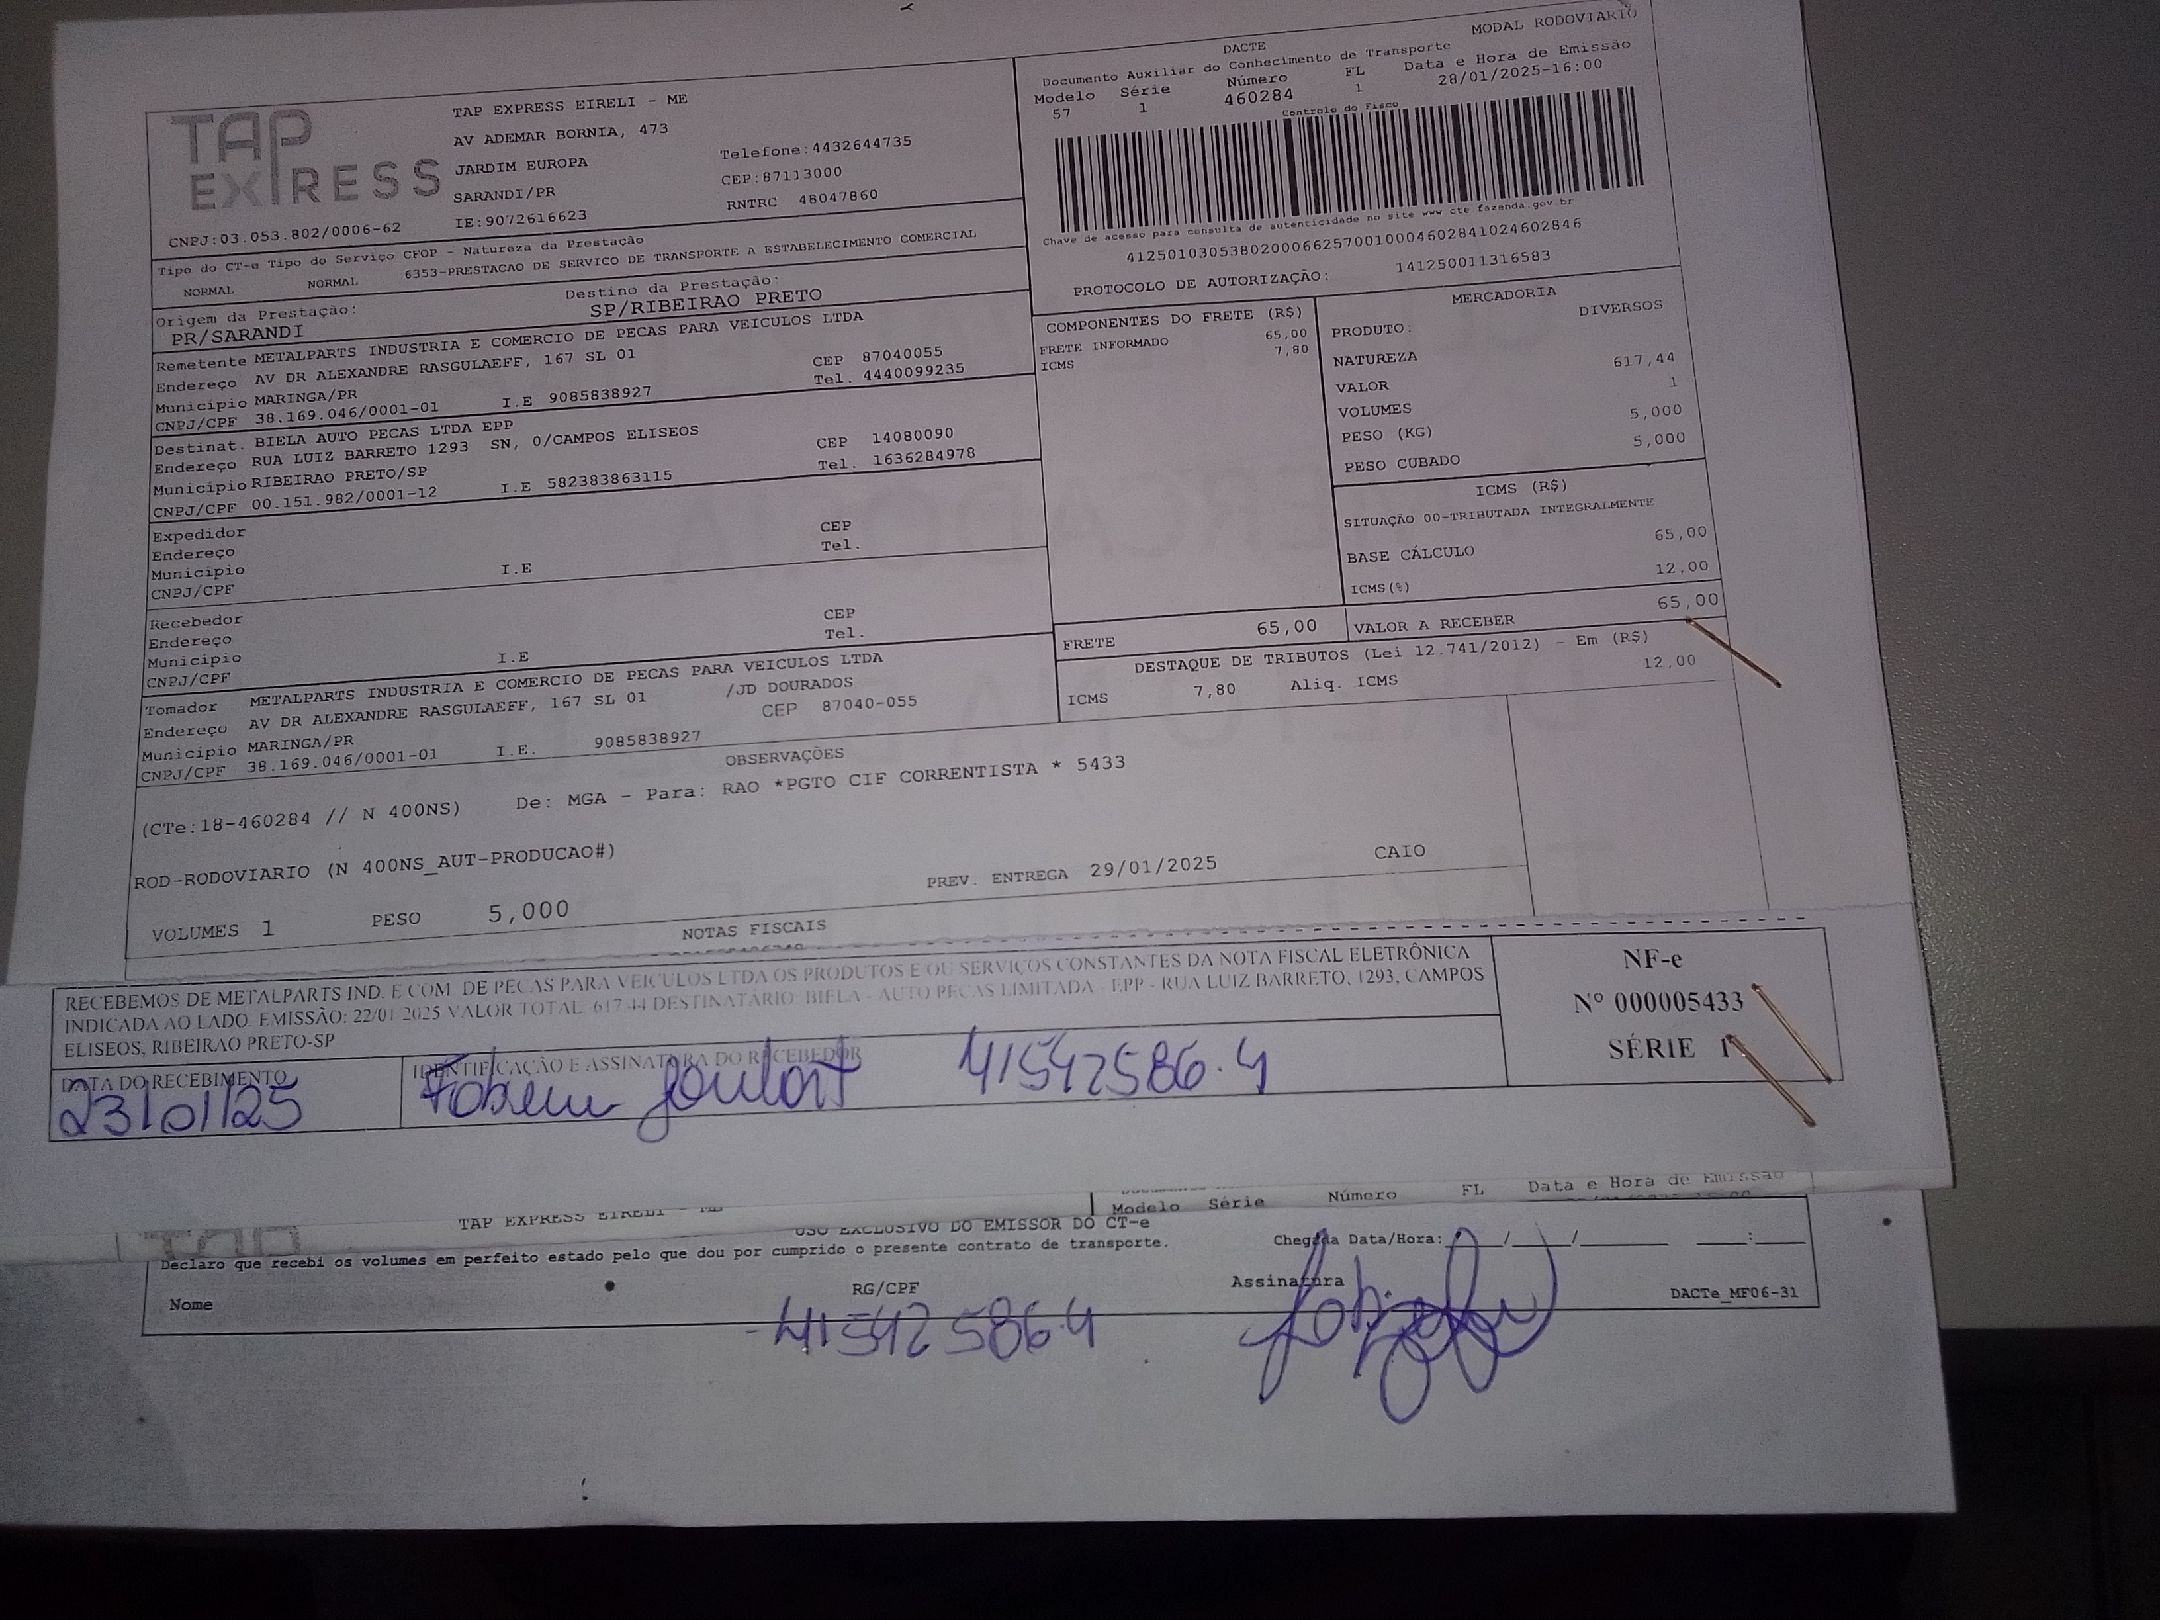 TAP EXPRESS
TAP EXPRESS EIRELI - ME
AV ADEMAR BORNIA, 473
JARDIM EUROPA
SARANDI/PR
IE:9072616623
Telefone:4432644735
CEP:87113000
RNTRC 48047860
CNPJ:03.053.802/0006-62
DACTE
MODAL RODOVIARIO
Documento Auxiliar do Conhecimento de Transporte
Modelo Série Número FL Data e Hora de Emissão
57 1 460284 1 28/01/2025-16:00
Controle do Fisco
Chave de acesso para consulta de autenticidade no site www cte fazenda.gov.br
41250103053802000662570010004602841024602846
PROTOCOLO DE AUTORIZAÇÃO: 141250011316583
Tipo do CT-e Tipo do Serviço CFOP - Natureza da Prestação
NORMAL NORMAL 6353-PRESTACAO DE SERVICO DE TRANSPORTE A ESTABELECIMENTO COMERCIAL
Origem da Prestação: Destino da Prestação:
PR/SARANDI SP/RIBEIRAO PRETO
Remetente METALPARTS INDUSTRIA E COMERCIO DE PECAS PARA VEICULOS LTDA
Endereço AV DR ALEXANDRE RASGULAEFF, 167 SL 01 CEP 87040055
Município MARINGA/PR Tel. 4440099235
CNPJ/CPF 38.169.046/0001-01 I.E 9085838927
Destinat. BIELA AUTO PECAS LTDA EPP
Endereço RUA LUIZ BARRETO 1293 SN, 0/CAMPOS ELISEOS CEP 14080090
Município RIBEIRAO PRETO/SP Tel. 1636284978
CNPJ/CPF 00.151.982/0001-12 I.E 582383863115
Expedidor
Endereço CEP
Município Tel.
CNPJ/CPF I.E
Recebedor
Endereço CEP
Município Tel.
CNPJ/CPF I.E
Tomador METALPARTS INDUSTRIA E COMERCIO DE PECAS PARA VEICULOS LTDA
Endereço AV DR ALEXANDRE RASGULAEFF, 167 SL 01 /JD DOURADOS
Município MARINGA/PR CEP 87040-055
CNPJ/CPF 38.169.046/0001-01 I.E. 9085838927
COMPONENTES DO FRETE (R$)
FRETE INFORMADO 65,00
ICMS 7,80
MERCADORIA
PRODUTO: DIVERSOS
NATUREZA
VALOR 617,44
VOLUMES 1
PESO (KG) 5,000
PESO CUBADO 5,000
ICMS (R$)
SITUAÇÃO 00-TRIBUTADA INTEGRALMENTE
BASE CÁLCULO 65,00
ICMS(%) 12,00
FRETE 65,00 VALOR A RECEBER 65,00
DESTAQUE DE TRIBUTOS (Lei 12.741/2012) - Em (R$)
ICMS 7,80 Aliq. ICMS 12,00
OBSERVAÇÕES
(CTe:18-460284 // N 400NS) De: MGA - Para: RAO *PGTO CIF CORRENTISTA * 5433
ROD-RODOVIARIO (N 400NS_AUT-PRODUCAO#)
VOLUMES 1 PESO 5,000 PREV. ENTREGA 29/01/2025 CAIO
NOTAS FISCAIS
RECEBEMOS DE METALPARTS IND. E COM. DE PECAS PARA VEICULOS LTDA OS PRODUTOS E/OU SERVIÇOS CONSTANTES DA NOTA FISCAL ELETRÔNICA
INDICADA AO LADO. EMISSÃO: 22/01/2025 VALOR TOTAL: 617,44 DESTINATÁRIO: BIELA - AUTO PECAS LIMITADA - EPP - RUA LUIZ BARRETO, 1293, CAMPOS
ELISEOS, RIBEIRAO PRETO-SP
NF-e
Nº 000005433
SÉRIE 1
DATA DO RECEBIMENTO IDENTIFICAÇÃO E ASSINATURA DO RECEBEDOR
23/01/25 41542586.4
TAP EXPRESS EIRELI - ME
Modelo Série Número FL Data e Hora de Emissão
USO EXCLUSIVO DO EMISSOR DO CT-e
Declaro que recebi os volumes em perfeito estado pelo que dou por cumprido o presente contrato de transporte. Chegada Data/Hora: / / :
Nome RG/CPF Assinatura DACTe_MF06-31
41542586.4